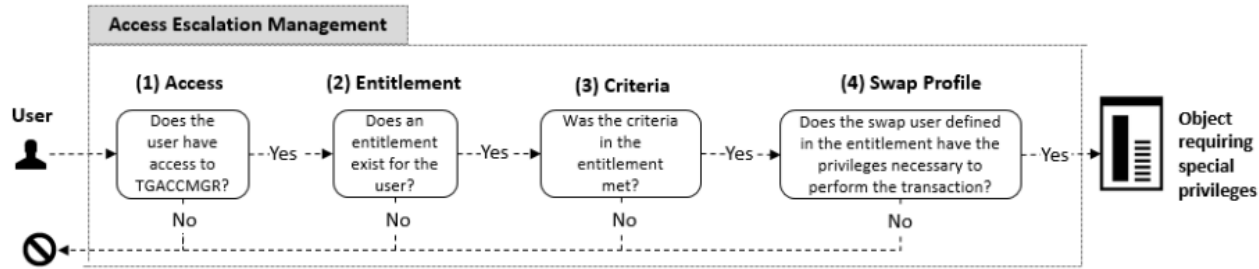 Access Escalation Management
(1) Access
(2) Entitlement
(3) Criteria
(4) Swap Profile
User
Does the
user have
access to
TGACCMGR?
Yes
Does an
entitlement
exist for the
user?
Yes
Was the criteria
in the
entitlement
met?
Yes
Does the swap user defined
in the entitlement have the
privileges necessary to
perform the transaction?
Yes
Object
requiring
special
privileges
No
No
No
No